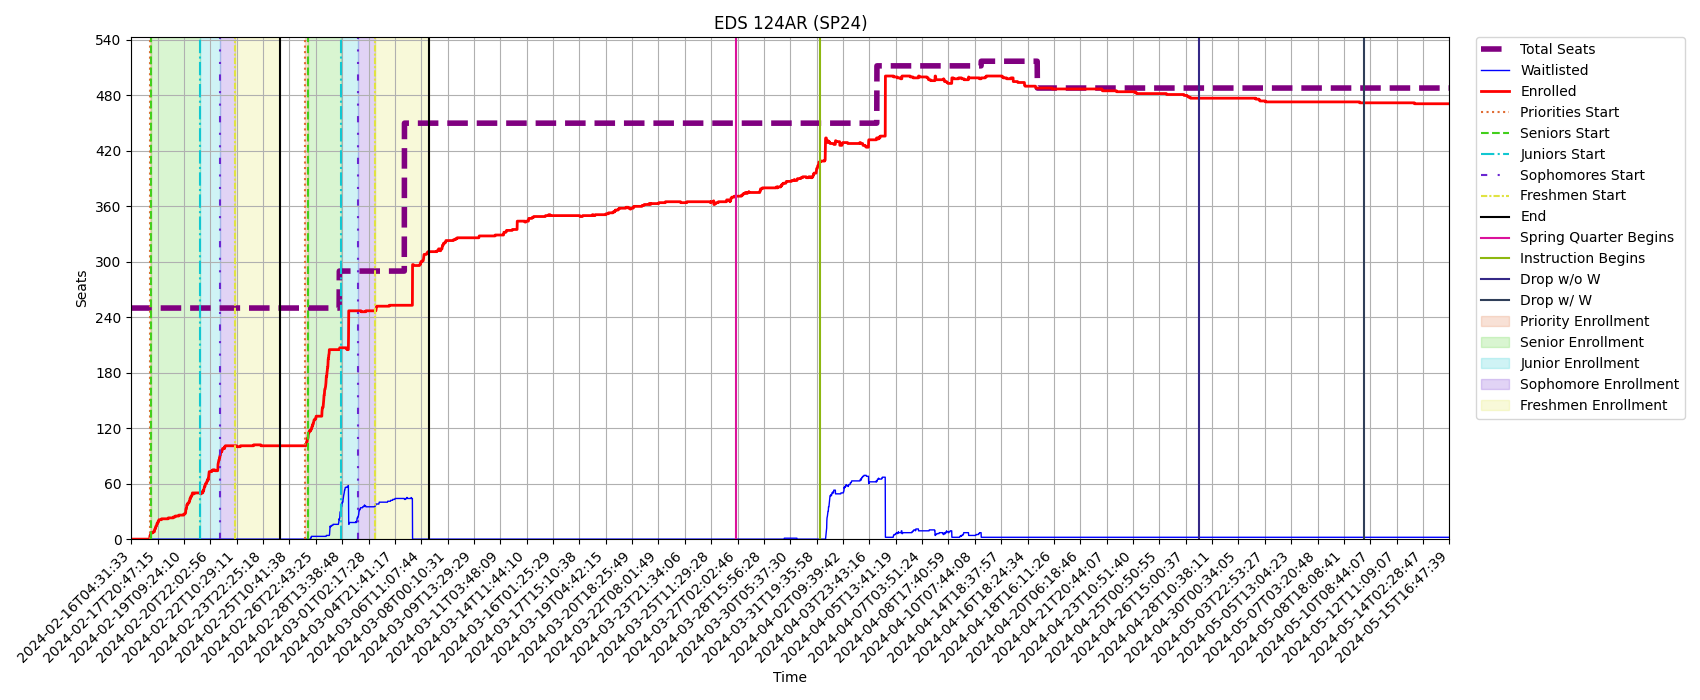 EDS 124AR (SP24)
540
480
420
360
300
240
180
120
60
0
Seats
2024-02-16T04:31:33
2024-02-17T20:47:15
2024-02-19T09:24:10
2024-02-20T22:02:56
2024-02-22T10:29:11
2024-02-23T22:25:18
2024-02-25T10:41:38
2024-02-26T22:43:25
2024-02-28T13:38:48
2024-03-01T02:17:28
2024-03-04T21:41:17
2024-03-06T11:07:44
2024-03-08T00:10:31
2024-03-09T13:29:29
2024-03-13T03:48:09
2024-03-14T11:44:10
2024-03-16T01:25:29
2024-03-17T15:10:38
2024-03-19T04:42:15
2024-03-20T18:25:49
2024-03-22T08:01:49
2024-03-23T21:34:06
2024-03-25T11:29:28
2024-03-27T02:02:46
2024-03-28T15:56:28
2024-03-30T05:37:30
2024-03-31T19:35:58
2024-04-02T09:39:42
2024-04-03T23:43:16
2024-04-05T13:41:19
2024-04-07T03:51:24
2024-04-08T17:40:59
2024-04-10T07:44:08
2024-04-14T18:37:57
2024-04-16T18:24:34
2024-04-18T16:11:26
2024-04-20T06:18:46
2024-04-21T20:44:07
2024-04-23T10:51:40
2024-04-25T00:50:55
2024-04-26T15:00:37
2024-04-28T10:38:11
2024-04-30T00:34:05
2024-05-03T22:53:27
2024-05-05T13:04:23
2024-05-07T03:20:48
2024-05-08T18:08:41
2024-05-10T08:44:07
2024-05-12T11:09:07
2024-05-14T02:28:47
2024-05-15T16:47:39
Time
Total Seats
Waitlisted
Enrolled
Priorities Start
Seniors Start
Juniors Start
Sophomores Start
Freshmen Start
End
Spring Quarter Begins
Instruction Begins
Drop w/o W
Drop w/ W
Priority Enrollment
Senior Enrollment
Junior Enrollment
Sophomore Enrollment
Freshmen Enrollment